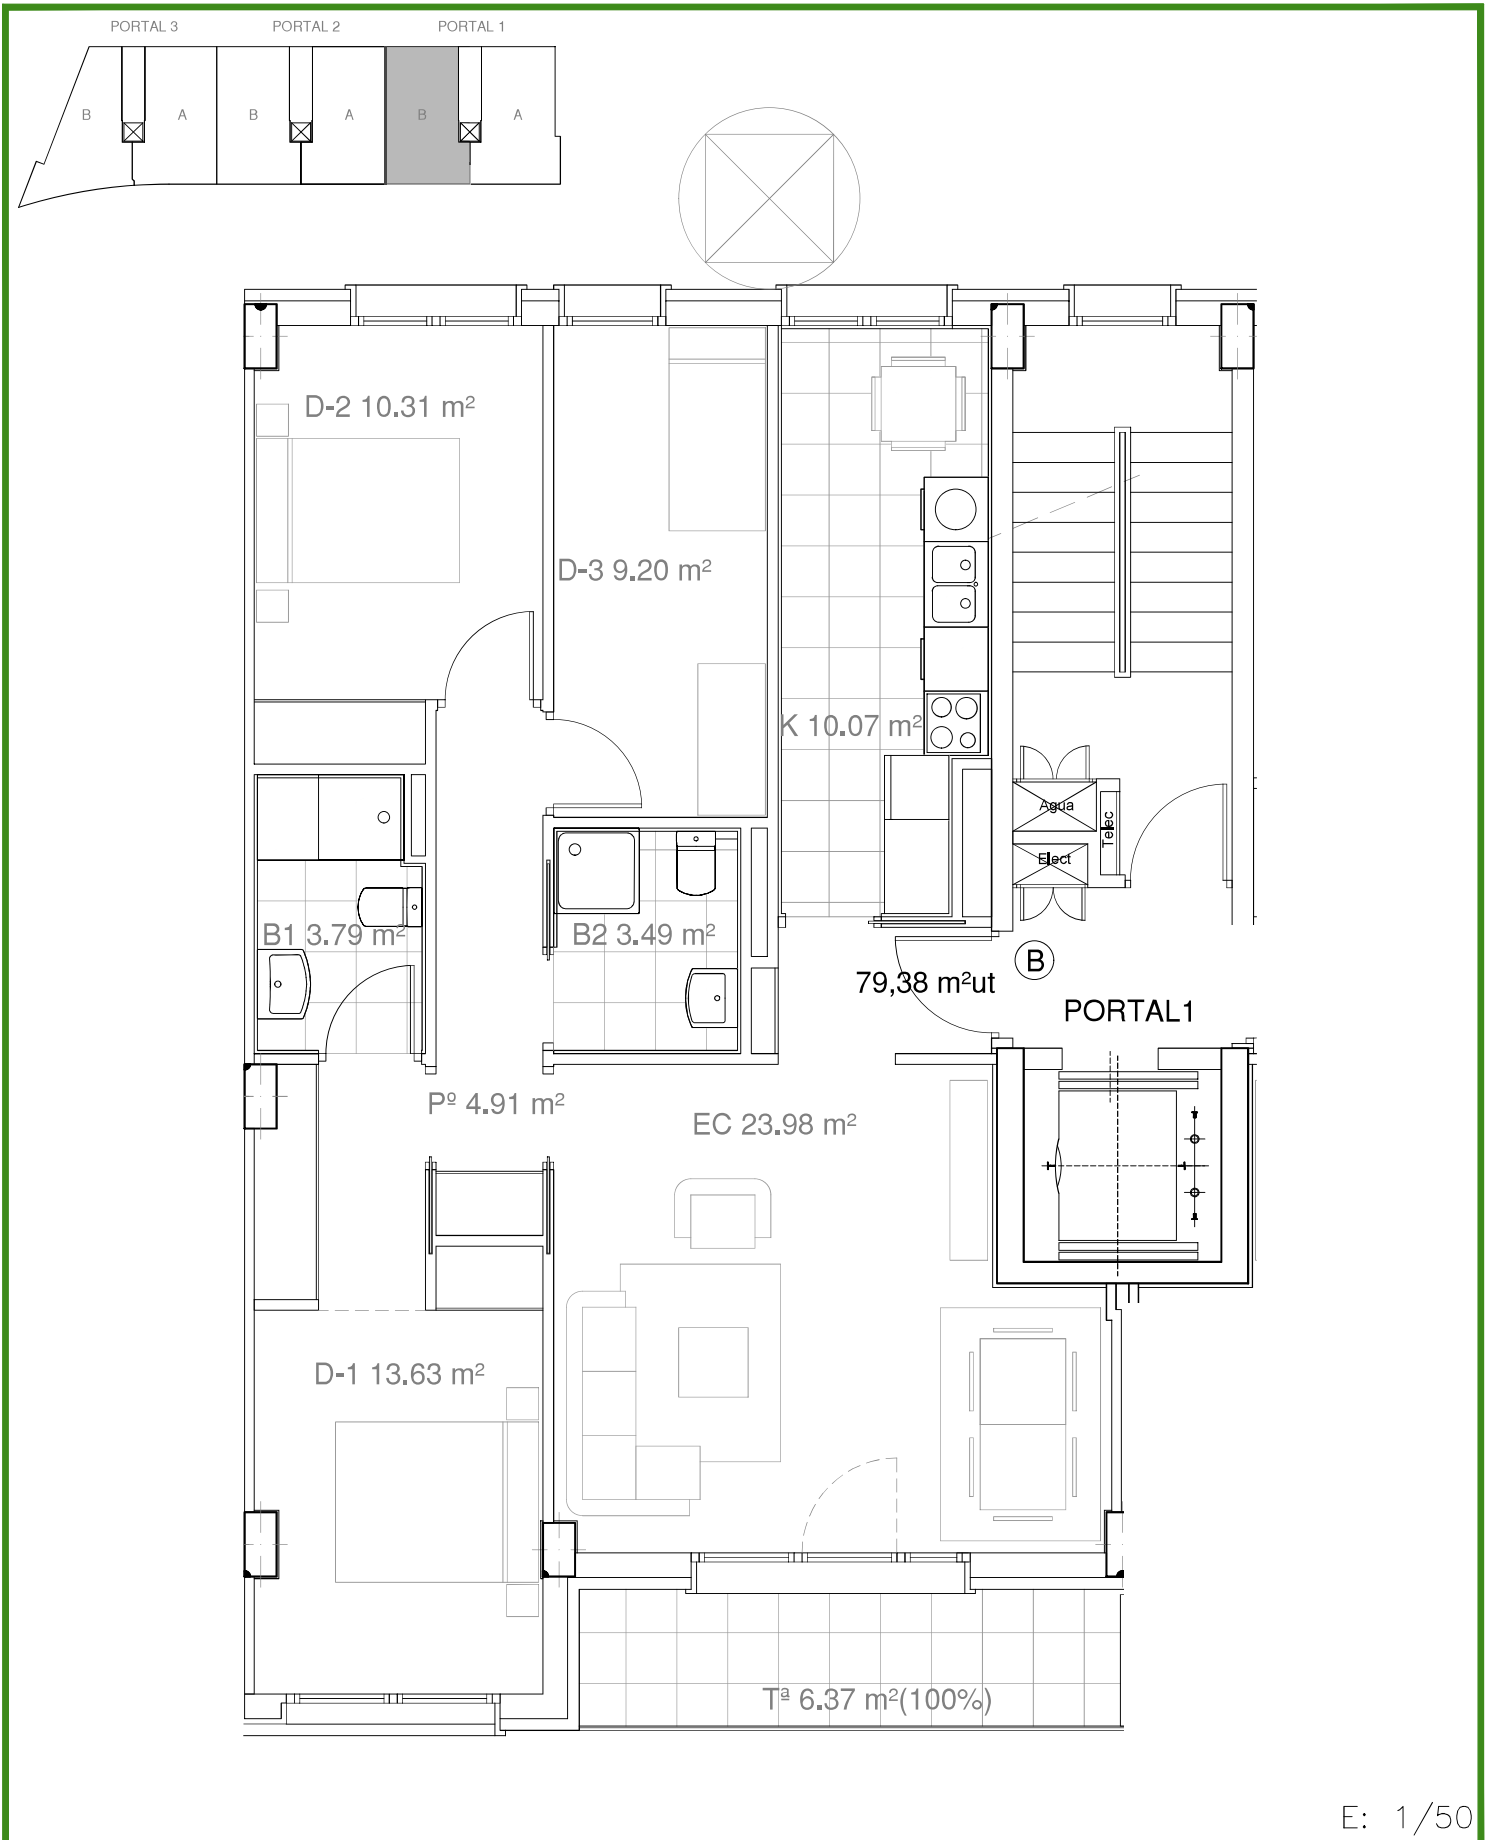 PORTAL 3 PORTAL 2 PORTAL 1
B A B A B A
D-2 10.31 m²
D-3 9.20 m²
K 10.07 m²
Agua
Telec
Elect
B1 3.79 m²
B2 3.49 m²
79,38 m²ut
B
PORTAL1
Pº 4.91 m²
EC 23.98 m²
D-1 13.63 m²
Tª 6.37 m²(100%)
E: 1/50